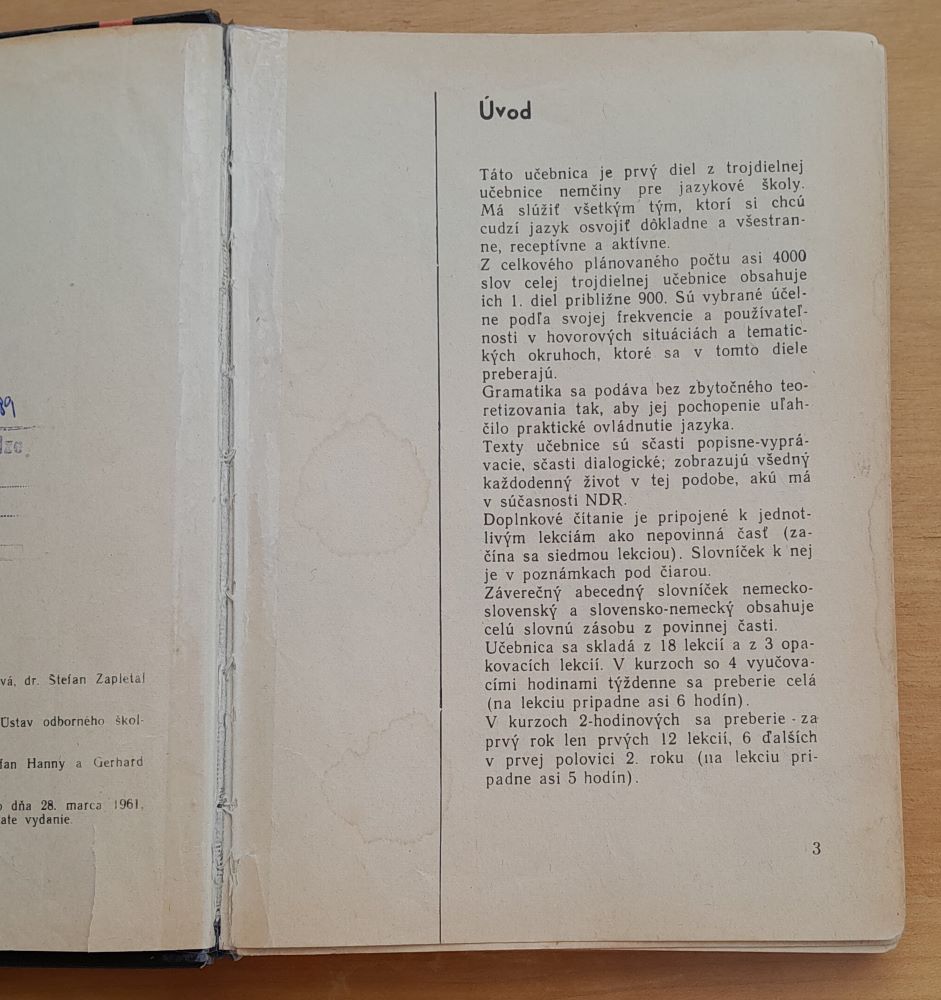 89
vá, dr. Štefan Zapletal
Ústav odborného škol-
fan Hanny a Gerhard
o dňa 28. marca 1961,
ate vydanie.
Úvod
Táto učebnica je prvý diel z trojdielnej
učebnice nemčiny pre jazykové školy.
Má slúžiť všetkým tým, ktorí si chcú
cudzí jazyk osvojiť dôkladne a všestran-
ne, receptívne a aktívne.
Z celkového plánovaného počtu asi 4000
slov celej trojdielnej učebnice obsahuje
ich 1. diel približne 900. Sú vybrané účel-
ne podľa svojej frekvencie a používateľ-
nosti v hovorových situáciách a tematic-
kých okruhoch, ktoré sa v tomto diele
preberajú.
Gramatika sa podáva bez zbytočného teo-
retizovania tak, aby jej pochopenie uľah-
čilo praktické ovládnutie jazyka.
Texty učebnice sú sčasti popisne-vyprá-
vacie, sčasti dialogické; zobrazujú všedný
každodenný život v tej podobe, akú má
v súčasnosti NDR.
Doplnkové čítanie je pripojené k jednot-
livým lekciám ako nepovinná časť (za-
čína sa siedmou lekciou). Slovníček k nej
je v poznámkach pod čiarou.
Záverečný abecedný slovníček nemecko-
slovenský a slovensko-nemecký obsahuje
celú slovnú zásobu z povinnej časti.
Učebnica sa skladá z 18 lekcií a z 3 opa-
kovacích lekcií. V kurzoch so 4 vyučova-
cími hodinami týždenne sa preberie celá
(na lekciu pripadne asi 6 hodín).
V kurzoch 2-hodinových sa preberie za
prvý rok len prvých 12 lekcií, 6 ďalších
v prvej polovici 2. roku (na lekciu pri-
padne asi 5 hodín).
3